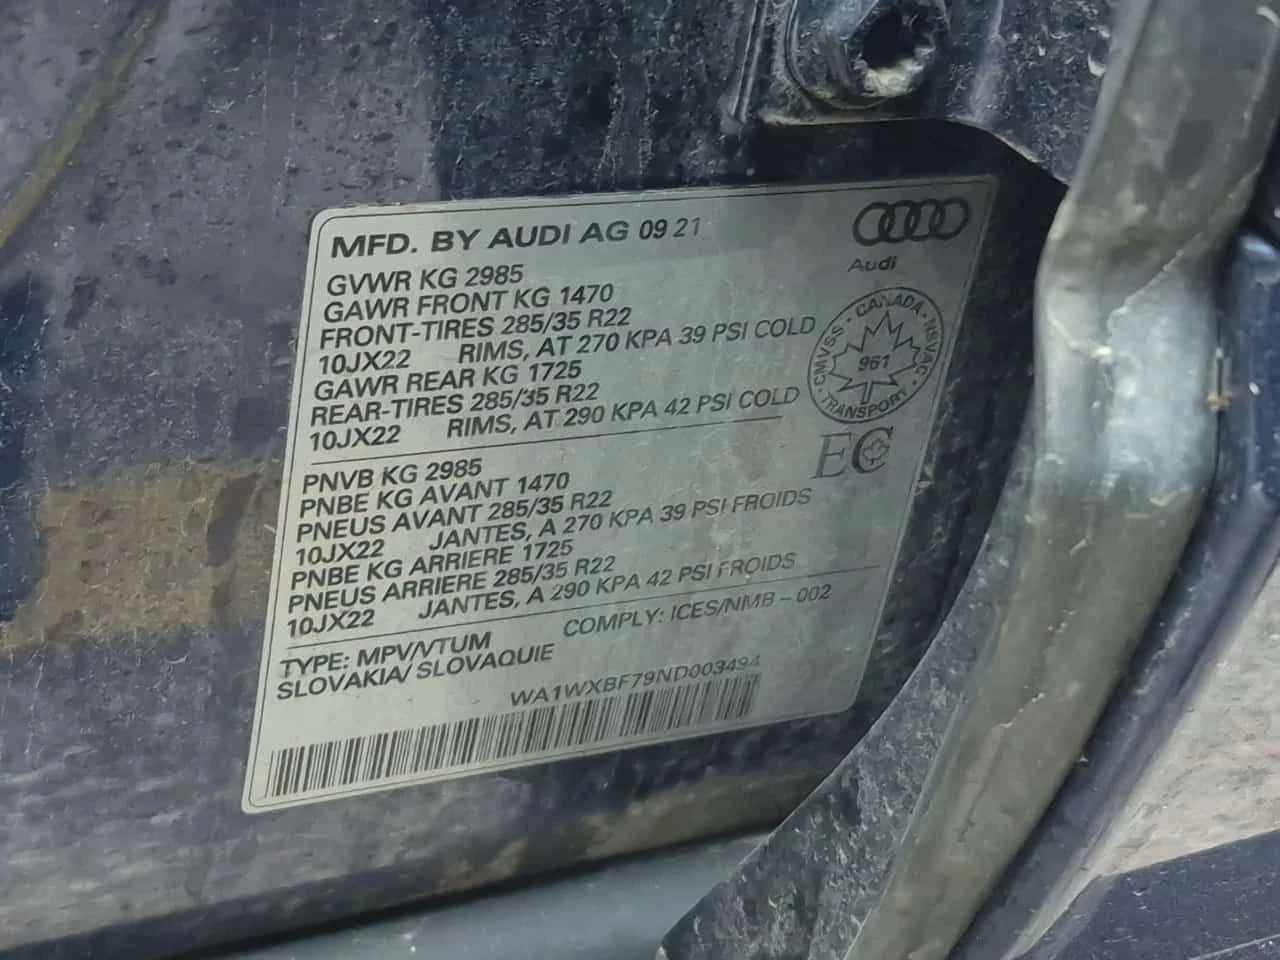 MFD. BY AUDI AG 09 21
Audi
GVWR KG 2985
GAWR FRONT KG 1470
FRONT-TIRES 285/35 R22
10JX22 RIMS, AT 270 KPA 39 PSI COLD
GAWR REAR KG 1725
REAR-TIRES 285/35 R22
10JX22 RIMS, AT 290 KPA 42 PSI COLD
CANADA · NSVAC · TRANSPORT · CMVSS ·
961
EC
PNVB KG 2985
PNBE KG AVANT 1470
PNEUS AVANT 285/35 R22
10JX22 JANTES, A 270 KPA 39 PSI FROIDS
PNBE KG ARRIERE 1725
PNEUS ARRIERE 285/35 R22
10JX22 JANTES, A 290 KPA 42 PSI FROIDS
TYPE: MPV/VTUM COMPLY: ICES/NMB - 002
SLOVAKIA/ SLOVAQUIE
WA1WXBF79ND003494